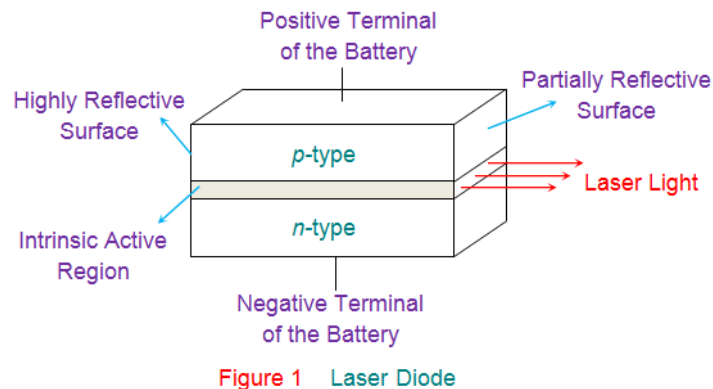 Positive Terminal
of the Battery
Highly Reflective
Surface
Partially Reflective
Surface
p-type
Laser Light
n-type
Intrinsic Active
Region
Negative Terminal
of the Battery
Figure 1 Laser Diode